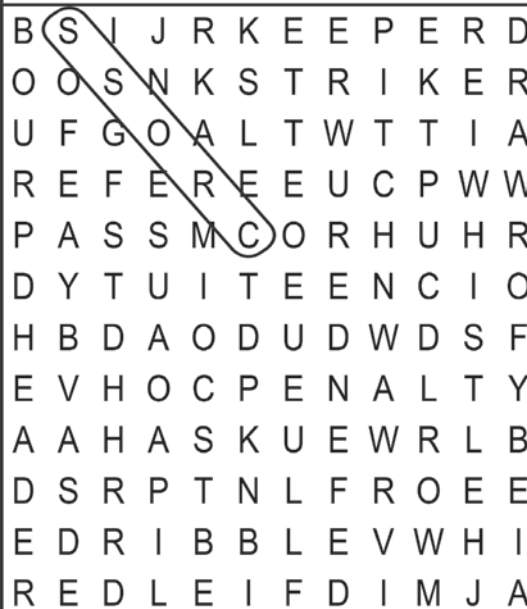 B S I J R K E E P E R D
O O S N K S T R I K E R
U F G O A L T W T T I A
R E F E R E E U C P W W
P A S S M C O R H U H R
D Y T U I T E E N C I O
H B D A O D U D W D S F
E V H O C P E N A L T Y
A A H A S K U E W R L B
D S R P T N L F R O E E
E D R I B B L E V W H I
R E D L E I F D I M J A